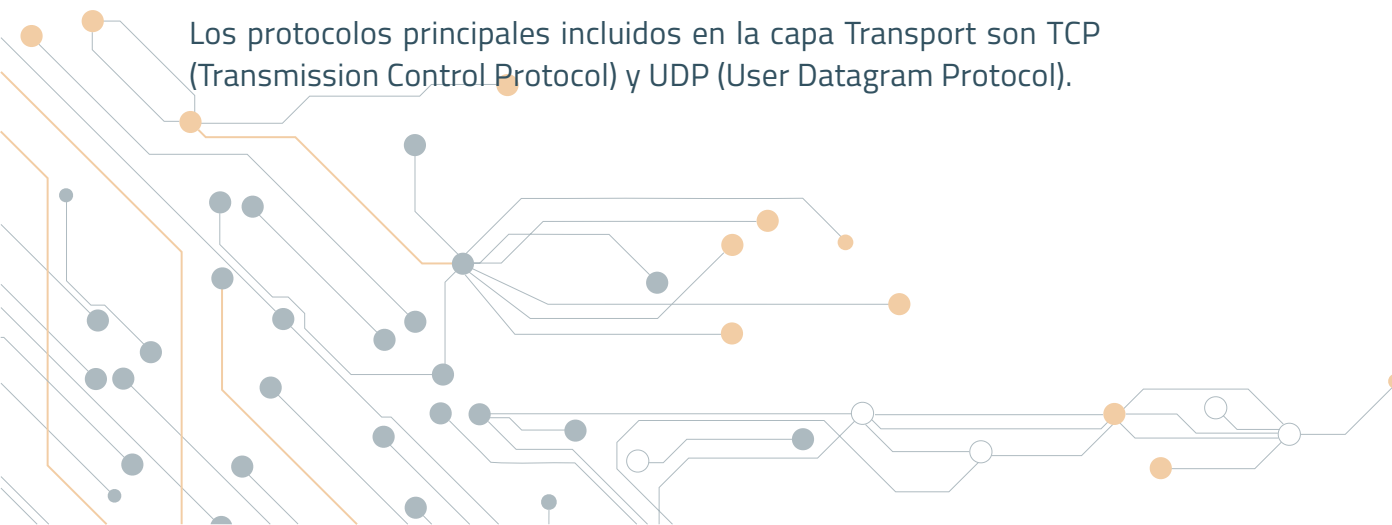 Los protocolos principales incluidos en la capa Transport son TCP
(Transmission Control Protocol) y UDP (User Datagram Protocol).